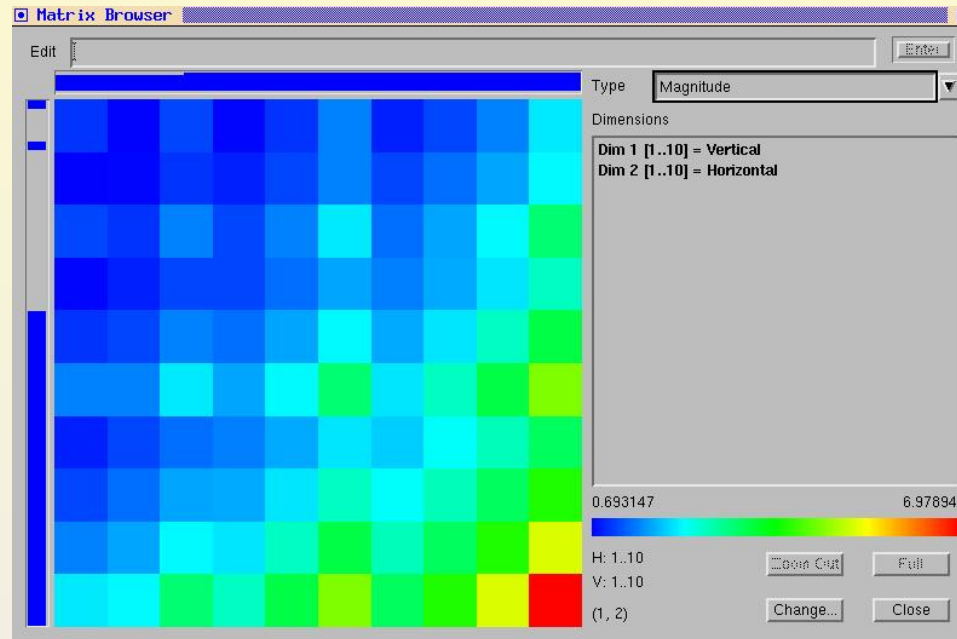 Matrix Browser
Edit
Enter
Type
Magnitude
Dimensions
Dim 1 [1..10] = Vertical
Dim 2 [1..10] = Horizontal
0.693147 6.97894
H: 1..10
Zoom Out
Full
V: 1..10
(1, 2)
Change...
Close